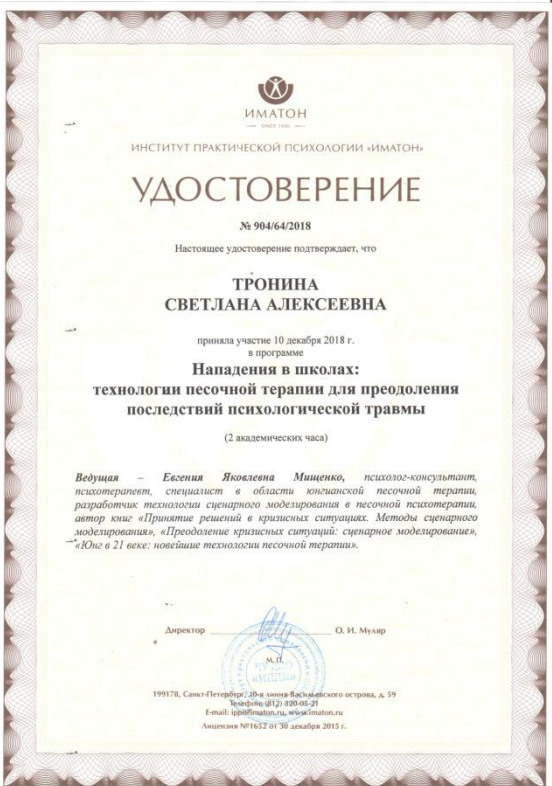 ИМАТОН
SINCE 1990
ИНСТИТУТ ПРАКТИЧЕСКОЙ ПСИХОЛОГИИ «ИМАТОН»
УДОСТОВЕРЕНИЕ
№ 904/64/2018
Настоящее удостоверение подтверждает, что
ТРОНИНА
СВЕТЛАНА АЛЕКСЕЕВНА
приняла участие 10 декабря 2018 г.
в программе
Нападения в школах:
технологии песочной терапии для преодоления
последствий психологической травмы
(2 академических часа)
Ведущая – Евгения Яковлевна Мищенко, психолог-консультант,
психотерапевт, специалист в области юнгианской песочной терапии,
разработчик технологии сценарного моделирования в песочной психотерапии,
автор книг «Принятие решений в кризисных ситуациях. Методы сценарного
моделирования», «Преодоление кризисных ситуаций: сценарное моделирование»,
«Юнг в 21 веке: новейшие технологии песочной терапии».
Директор О. И. Муляр
М.П.
199178, Санкт-Петербург, 10-я линия Васильевского острова, д. 59
Телефон: (812) 320-05-21
E-mail: ippi@imaton.ru, www.imaton.ru
Лицензия №1652 от 30 декабря 2015 г.